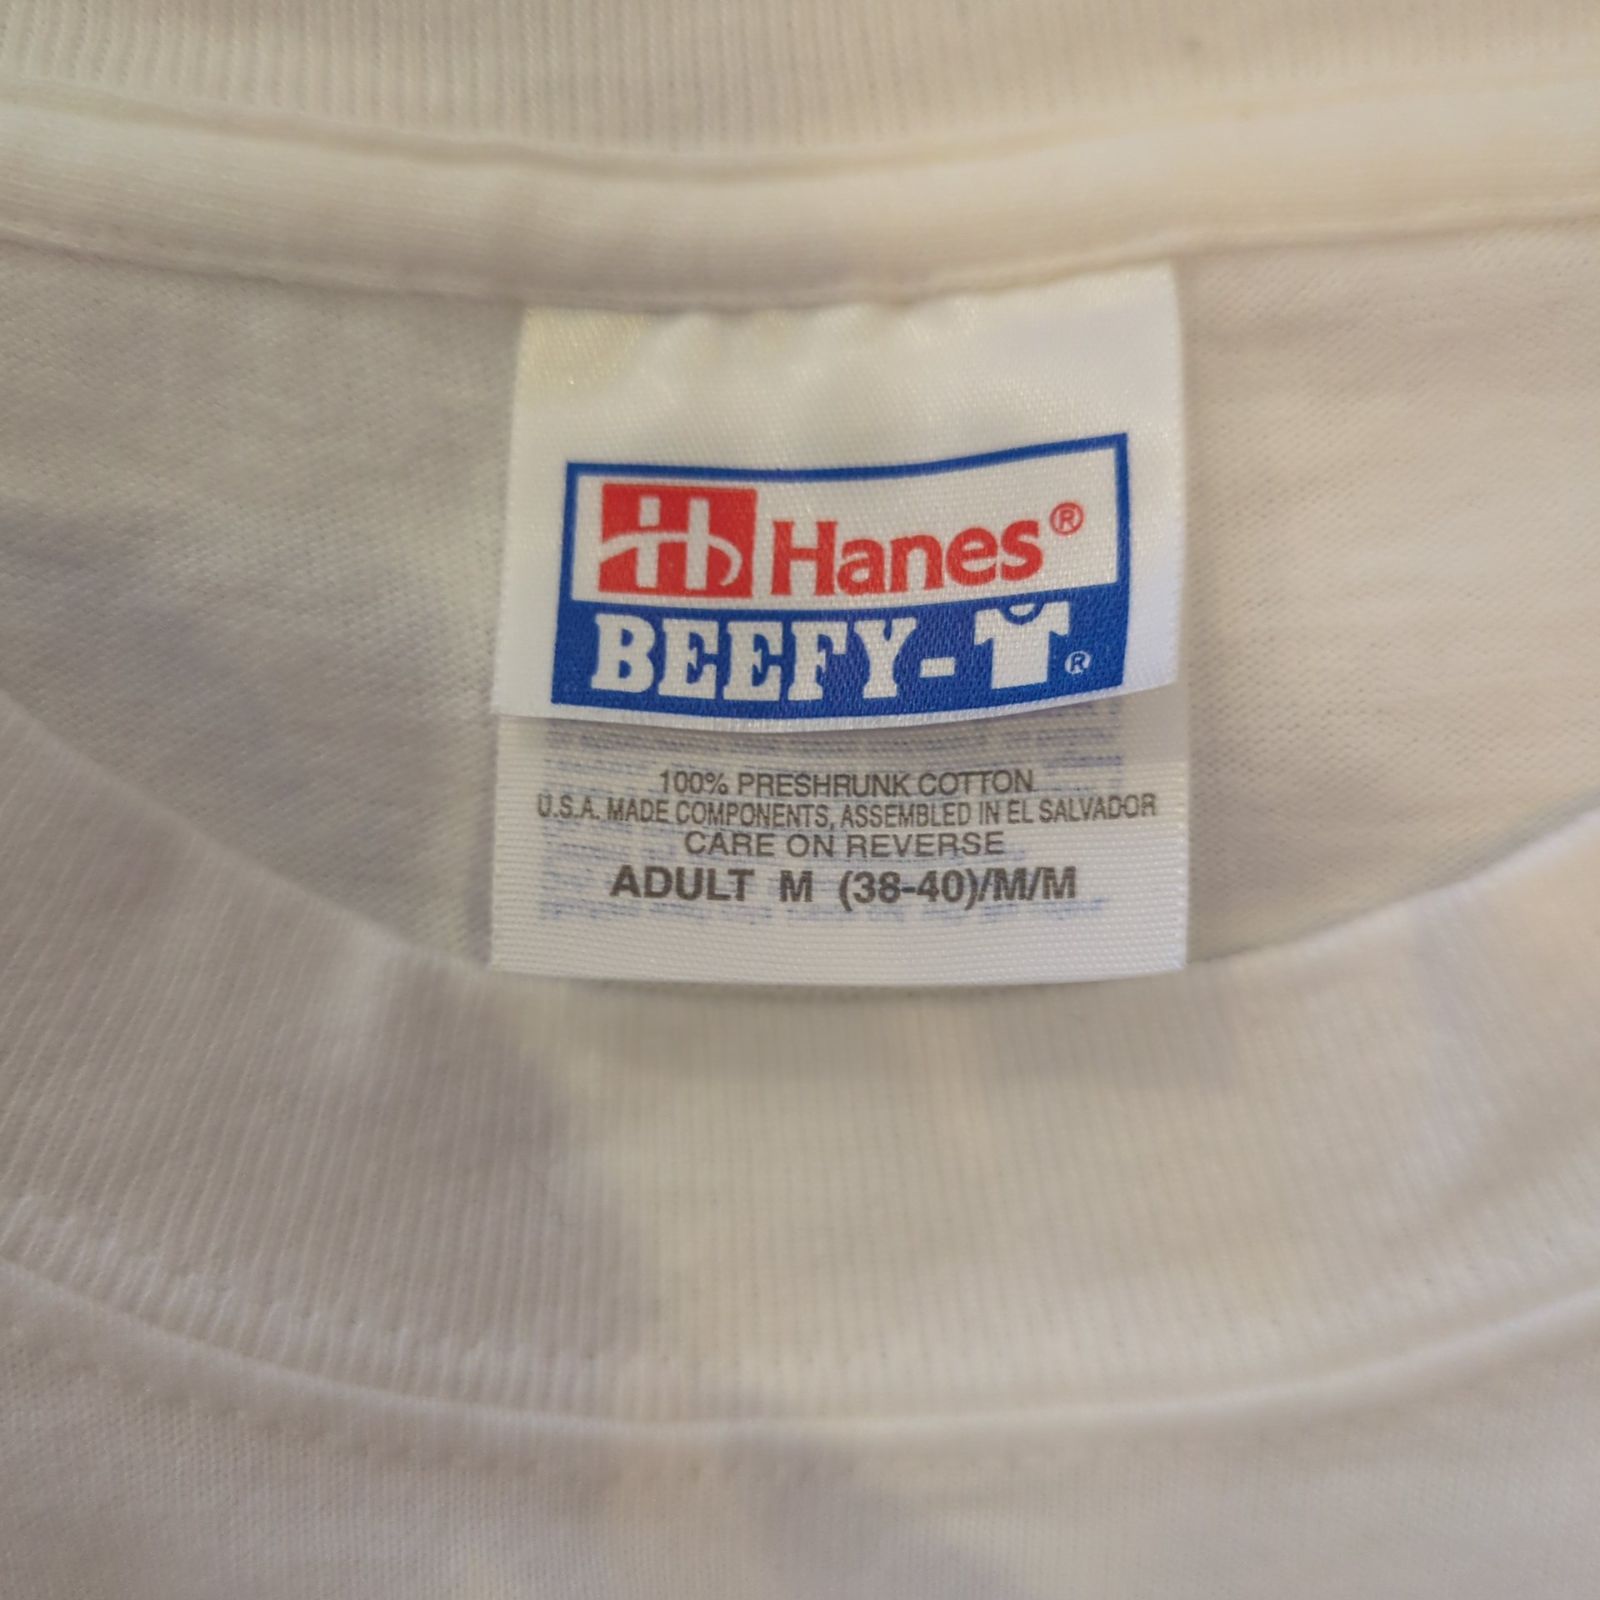 H Hanes®
BEEFY-T®
100% PRESHRUNK COTTON
U.S.A. MADE COMPONENTS, ASSEMBLED IN EL SALVADOR
CARE ON REVERSE
ADULT M (38-40)/M/M